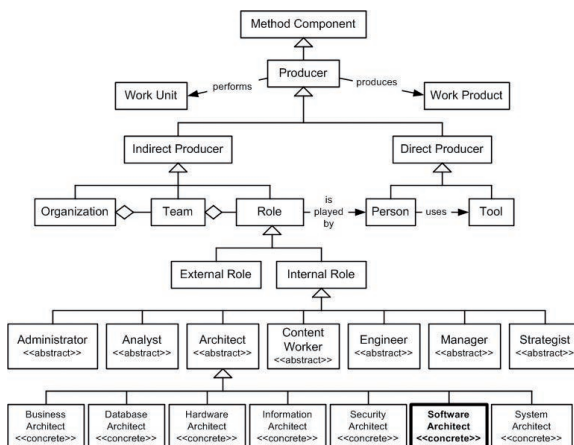 Method Component
Producer
performs
produces
Work Unit
Work Product
Indirect Producer
Direct Producer
Organization
Team
Role
is
played
by
Person
uses
Tool
External Role
Internal Role
Administrator
<<abstract>>
Analyst
<<abstract>>
Architect
<<abstract>>
Content
Worker
<<abstract>>
Engineer
<<abstract>>
Manager
<<abstract>>
Strategist
<<abstract>>
Business
Architect
<<concrete>>
Database
Architect
<<concrete>>
Hardware
Architect
<<concrete>>
Information
Architect
<<concrete>>
Security
Architect
<<concrete>>
Software
Architect
<<concrete>>
System
Architect
<<concrete>>